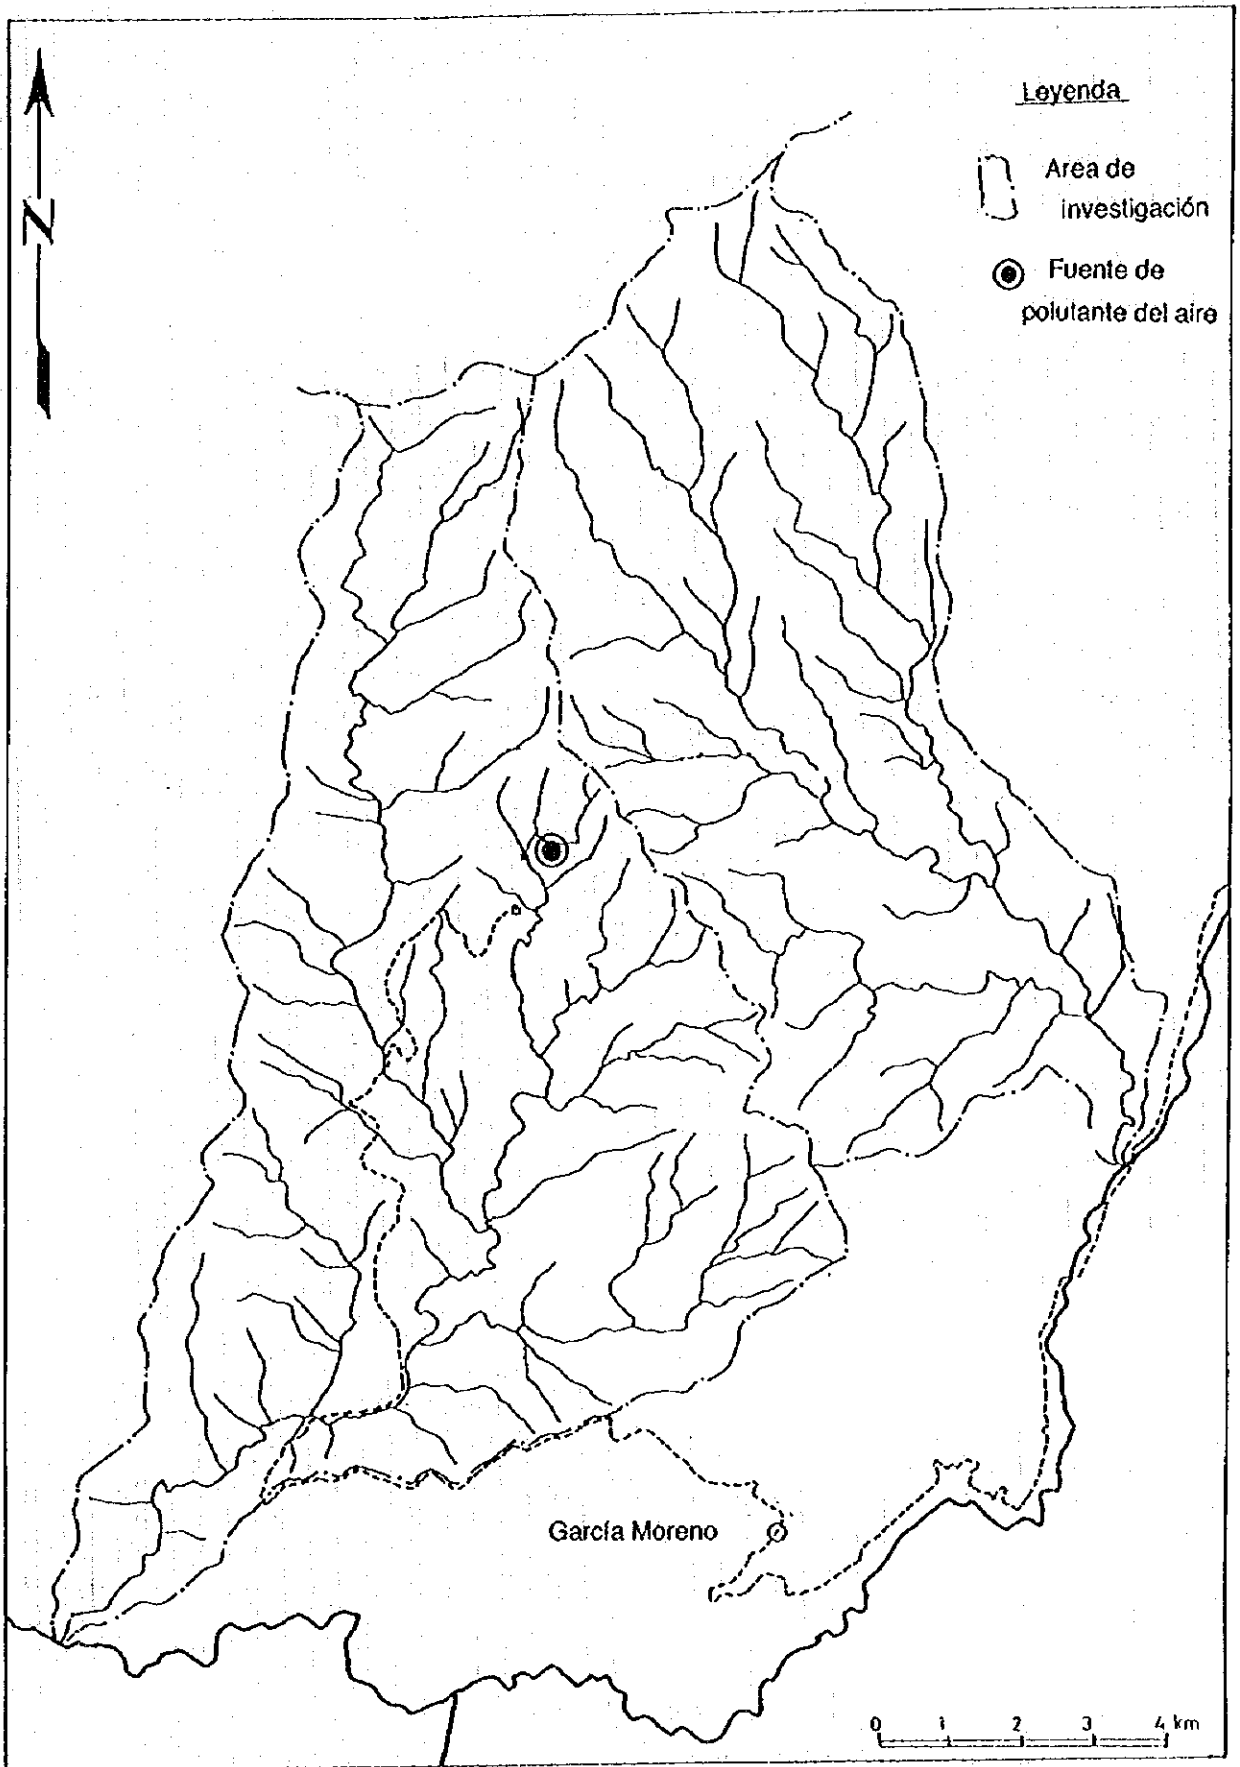 N
Leyenda
Area de
investigación
Fuente de
polutante del aire
García Moreno
0 1 2 3 4 km